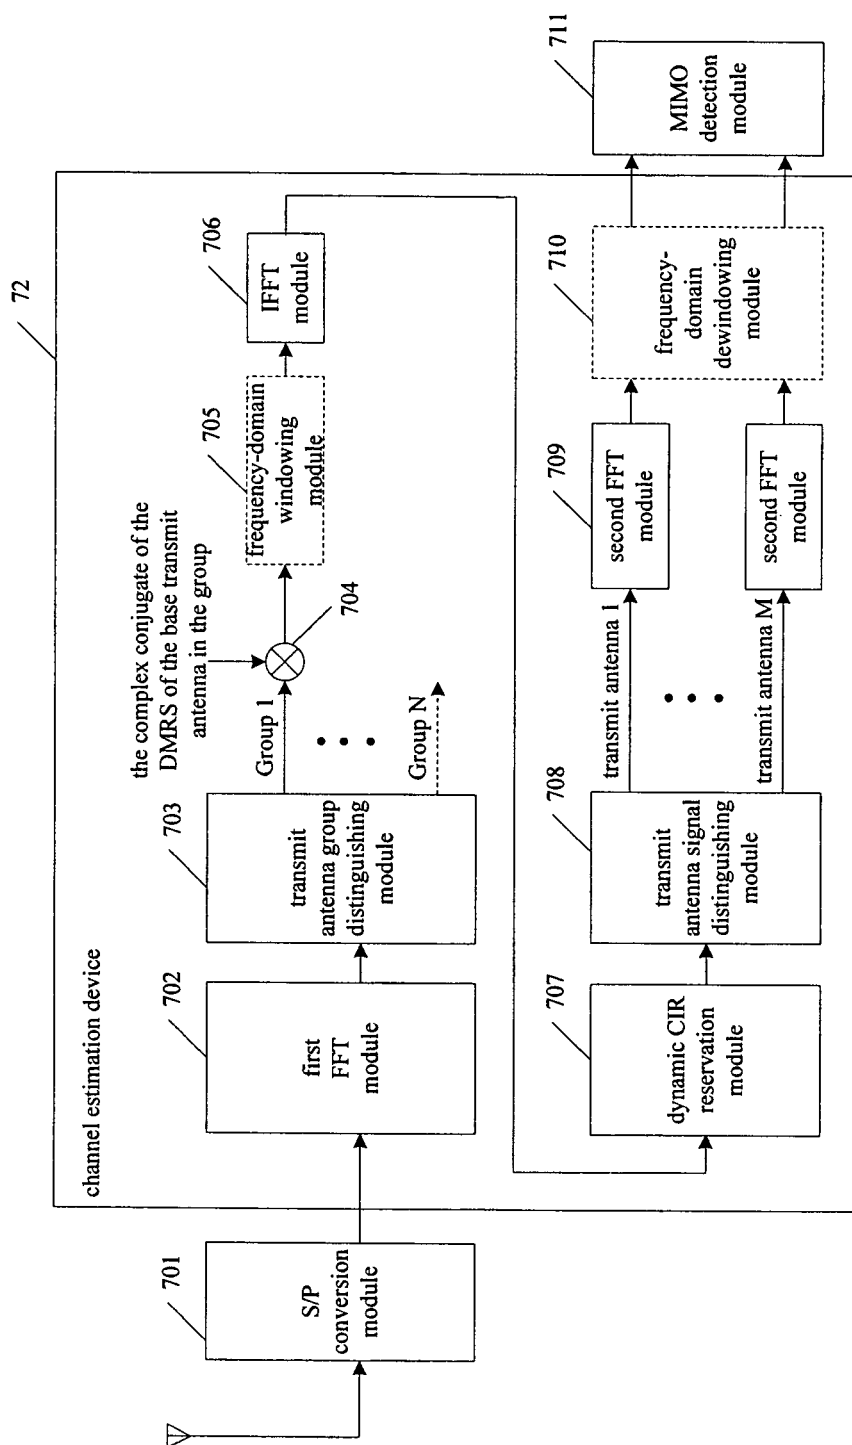 72
channel estimation device
701
S/P
conversion
module
702
first
FFT
module
703
transmit
antenna group
distinguishing
module
Group 1
Group N
the complex conjugate of the
DMRS of the base transmit
antenna in the group
704
705
frequency-domain
windowing
module
706
IFFT
module
707
dynamic CIR
reservation
module
708
transmit
antenna signal
distinguishing
module
transmit antenna 1
transmit antenna M
709
second FFT
module
second FFT
module
710
frequency-
domain
dewindowing
module
711
MIMO
detection
module